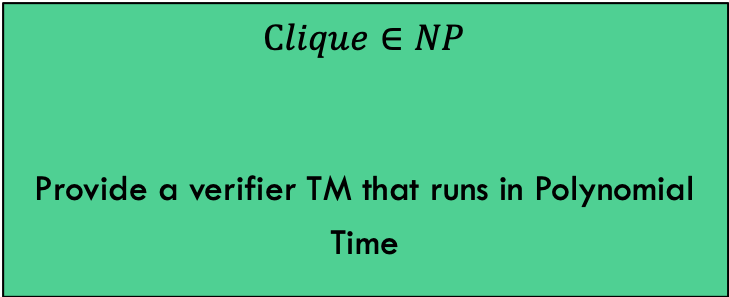 Clique ∈ NP
Provide a verifier TM that runs in Polynomial
Time